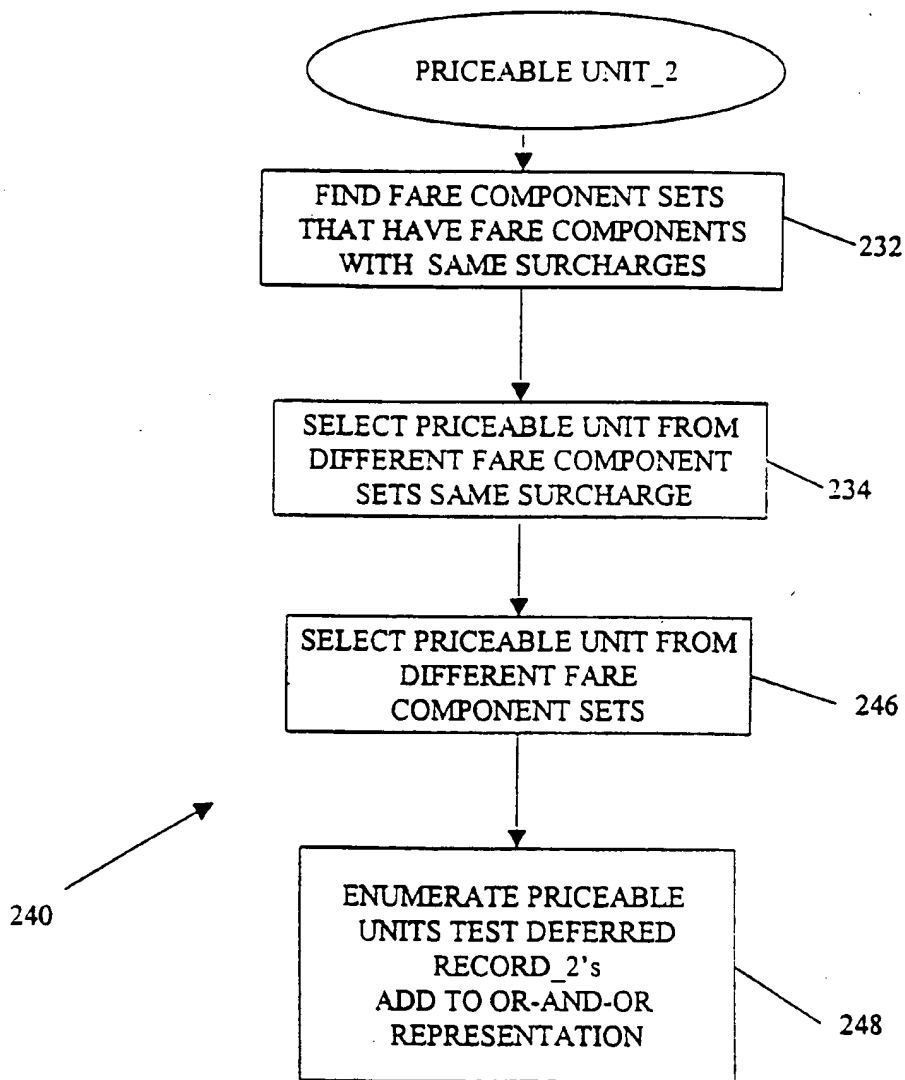 PRICEABLE UNIT_2
FIND FARE COMPONENT SETS
THAT HAVE FARE COMPONENTS
WITH SAME SURCHARGES
232
SELECT PRICEABLE UNIT FROM
DIFFERENT FARE COMPONENT
SETS SAME SURCHARGE
234
SELECT PRICEABLE UNIT FROM
DIFFERENT FARE
COMPONENT SETS
246
240
ENUMERATE PRICEABLE
UNITS TEST DEFERRED
RECORD_2's
ADD TO OR-AND-OR
REPRESENTATION
248